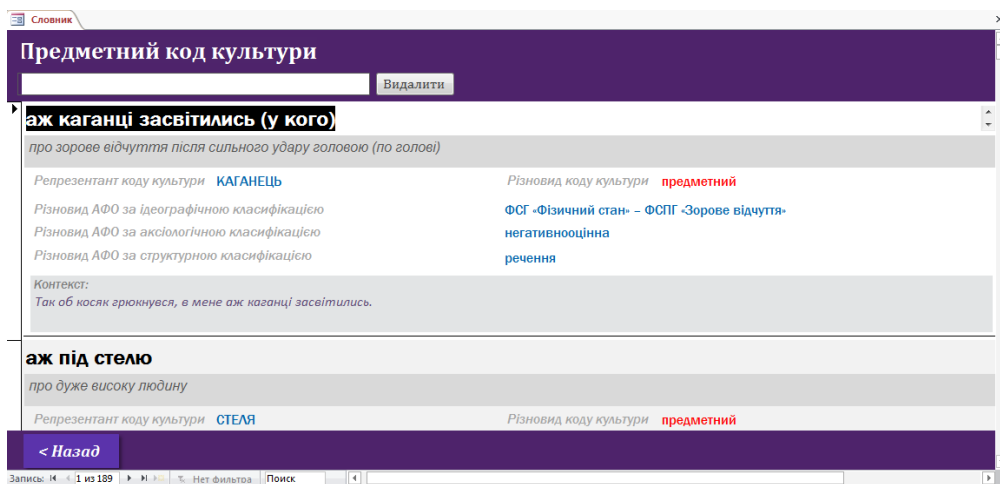 Словник
Предметний код культури
Видалити
аж каганці засвітились (у кого)
про зорове відчуття після сильного удару головою (по голові)
Репрезентант коду культури КАГАНЕЦЬ Різновид коду культури предметний
Різновид АФО за ідеографічною класифікацією ФСГ «Фізичний стан» – ФСПГ «Зорове відчуття»
Різновид АФО за аксіологічною класифікацією негативнооцінна
Різновид АФО за структурною класифікацією речення
Контекст:
Так об косяк грюкнувся, в мене аж каганці засвітились.
аж під стелю
про дуже високу людину
Репрезентант коду культури СТЕЛЯ Різновид коду культури предметний
< Назад
Запись: 1 из 189 Нет фильтра Поиск